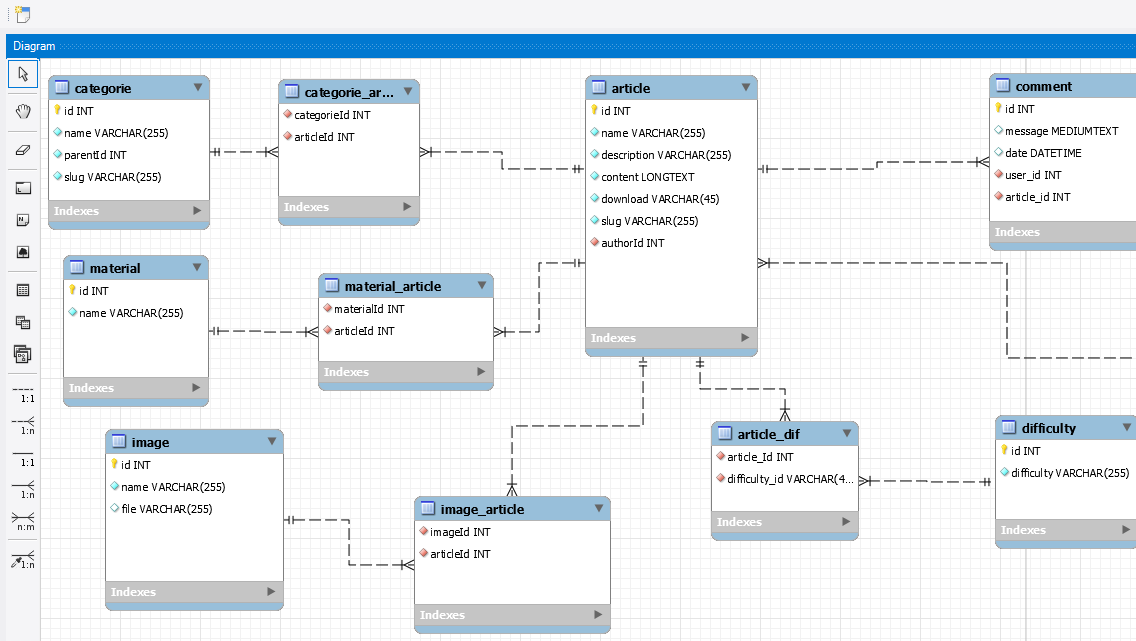 Diagram
categorie
id INT
name VARCHAR(255)
parentId INT
slug VARCHAR(255)
Indexes
categorie_ar...
categorieId INT
articleId INT
Indexes
article
id INT
name VARCHAR(255)
description VARCHAR(255)
content LONGTEXT
download VARCHAR(45)
slug VARCHAR(255)
authorId INT
Indexes
comment
id INT
message MEDIUMTEXT
date DATETIME
user_id INT
article_id INT
Indexes
material
id INT
name VARCHAR(255)
Indexes
material_article
materialId INT
articleId INT
Indexes
image
id INT
name VARCHAR(255)
file VARCHAR(255)
Indexes
image_article
imageId INT
articleId INT
Indexes
article_dif
article_Id INT
difficulty_id VARCHAR(4...
Indexes
difficulty
id INT
difficulty VARCHAR(255)
Indexes
1:1
1:n
1:1
1:n
n:m
1:n